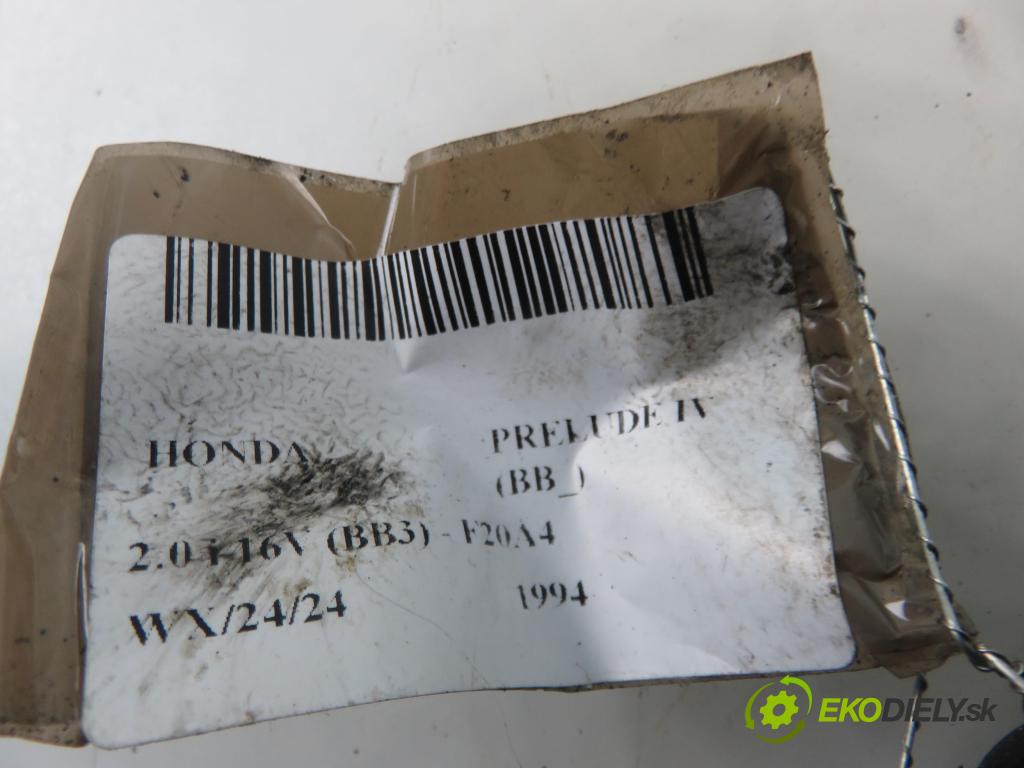 HONDA PRELUDE IV
(BB_)
2.0 i 16V (BB3) - F20A4
WX/24/24 1994
EKODIELY.sk